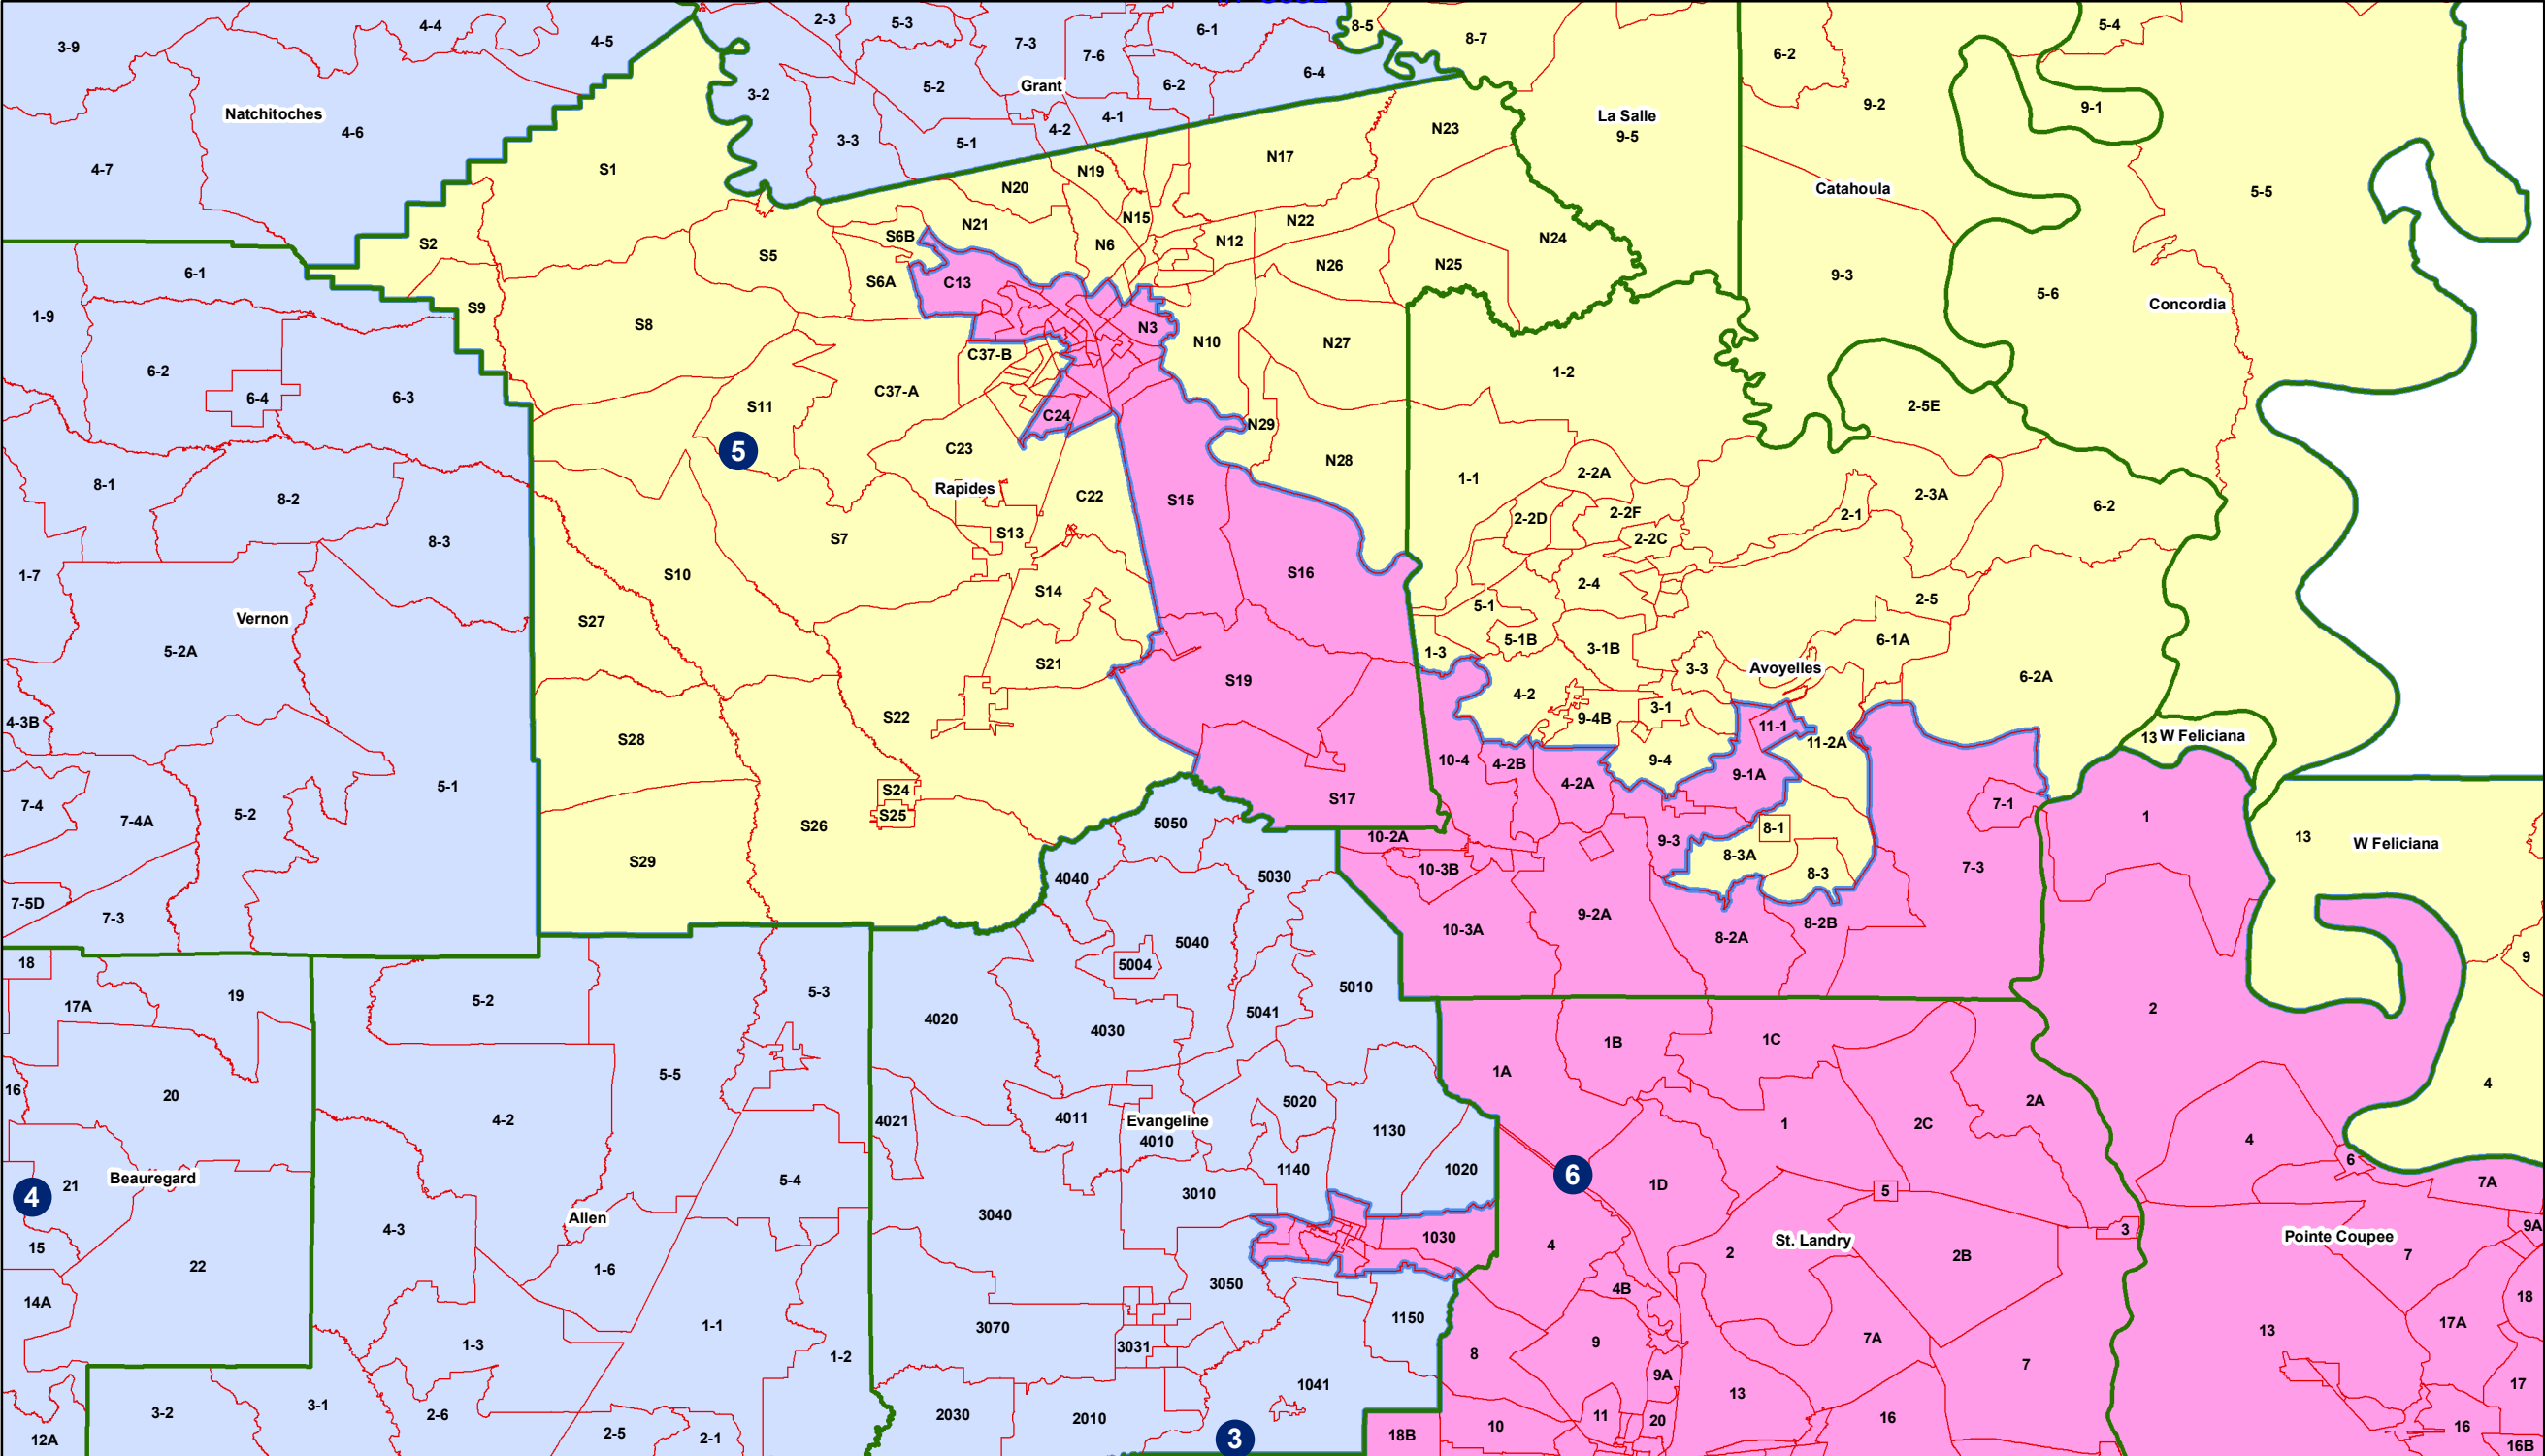 3-9
4-4
4-5
2-3
5-3
7-3
7-6
6-1
8-5
8-7
6-2
5-4
Natchitoches
4-6
3-2
5-2
Grant
6-2
6-4
La Salle
9-5
9-2
9-1
4-7
S1
3-3
5-1
4-2
4-1
N17
N23
Catahoula
5-5
N19
N20
N15
N21
N22
N24
S2
S6B
N6
N12
S5
N26
N25
9-3
5-6
6-1
S6A
C13
1-9
S9
S8
N3
N10
N27
Concordia
C37-B
6-2
6-4
6-3
C37-A
1-2
2-5E
S11
C24
N29
5
C23
N28
8-1
8-2
Rapides
C22
S15
1-1
2-2A
2-3A
6-2
2-2D
2-2F
2-1
8-3
S7
S13
2-2C
1-7
S10
S14
S16
2-4
2-5
5-1
Vernon
S27
5-1B
3-1B
6-1A
5-2A
S21
S19
1-3
3-3
Avoyelles
6-2A
4-3B
S22
4-2
9-4B
3-1
11-1
11-2A
13
W Feliciana
S28
10-4
4-2B
9-4
9-1A
5-1
S24
4-2A
S17
7-1
7-4
7-4A
5-2
S25
S26
5050
10-2A
8-1
1
13
W Feliciana
S29
4040
5030
10-3B
9-3
8-3A
8-3
7-3
7-5D
7-3
9-2A
8-2A
8-2B
10-3A
5040
5004
18
9
17A
19
5-2
5-3
5010
2
4020
4030
5041
1B
1C
1A
16
20
5-5
4-2
4021
4011
Evangeline
4010
5020
1130
1
2C
2A
4
4
6
21
Beauregard
4
5-4
1140
1020
6
1D
5
6
7A
3010
Allen
3040
4-3
15
1030
4
2
St. Landry
2B
3
Pointe Coupee
7
9A
22
1-6
3050
4B
14A
18
1-1
3070
3031
1150
17A
13
1-3
1-2
8
9
7A
7
9A
1041
13
17
3-2
3-1
2-6
2030
2010
11
20
16
16
10
12A
2-5
2-1
3
18B
16B